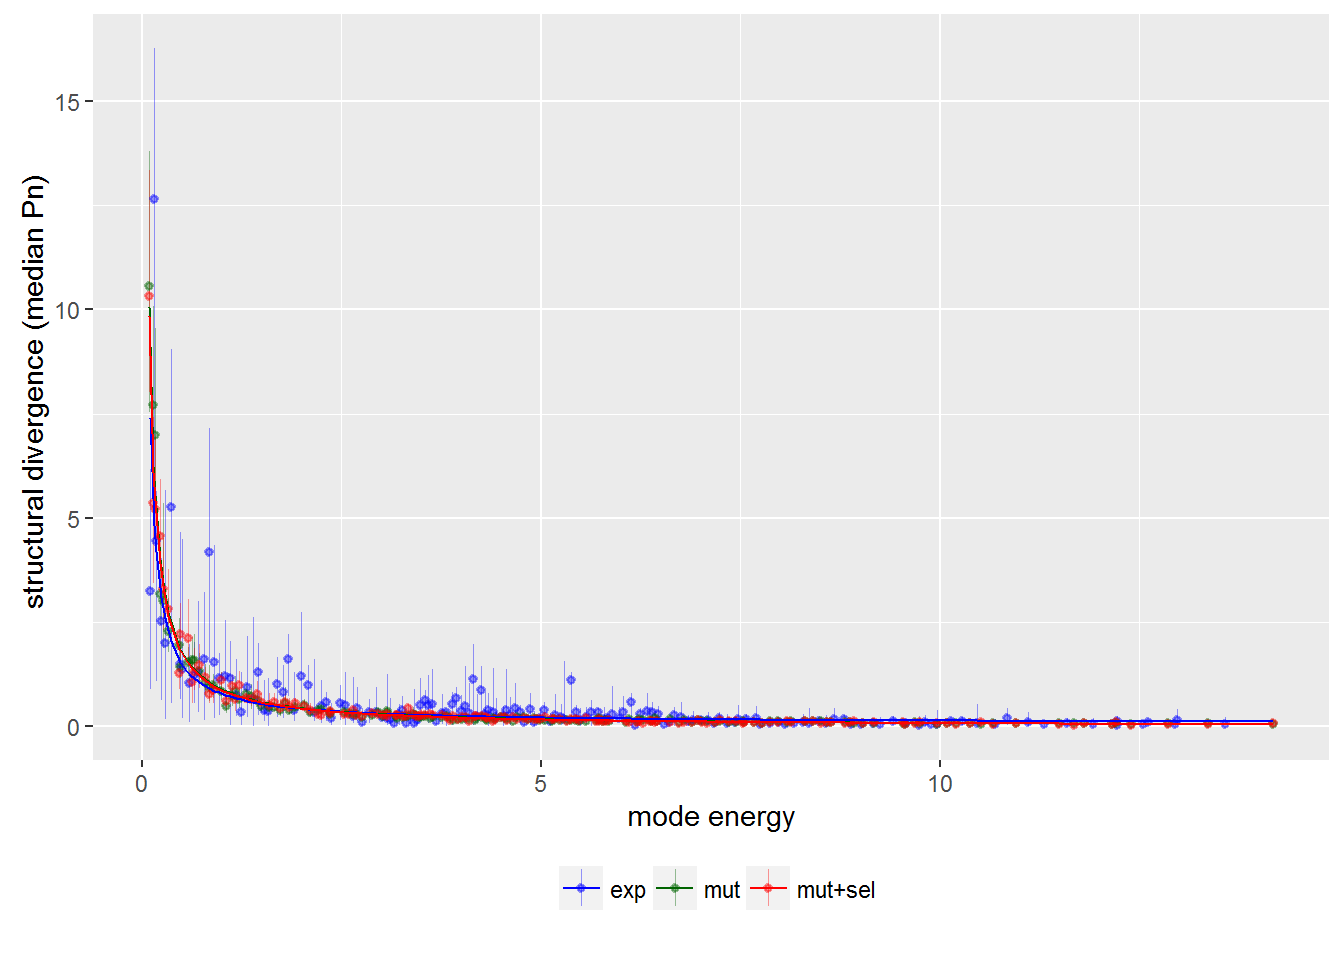 structural divergence (median Pn)
15
10
5
0
0 5 10
mode energy
exp mut mut+sel